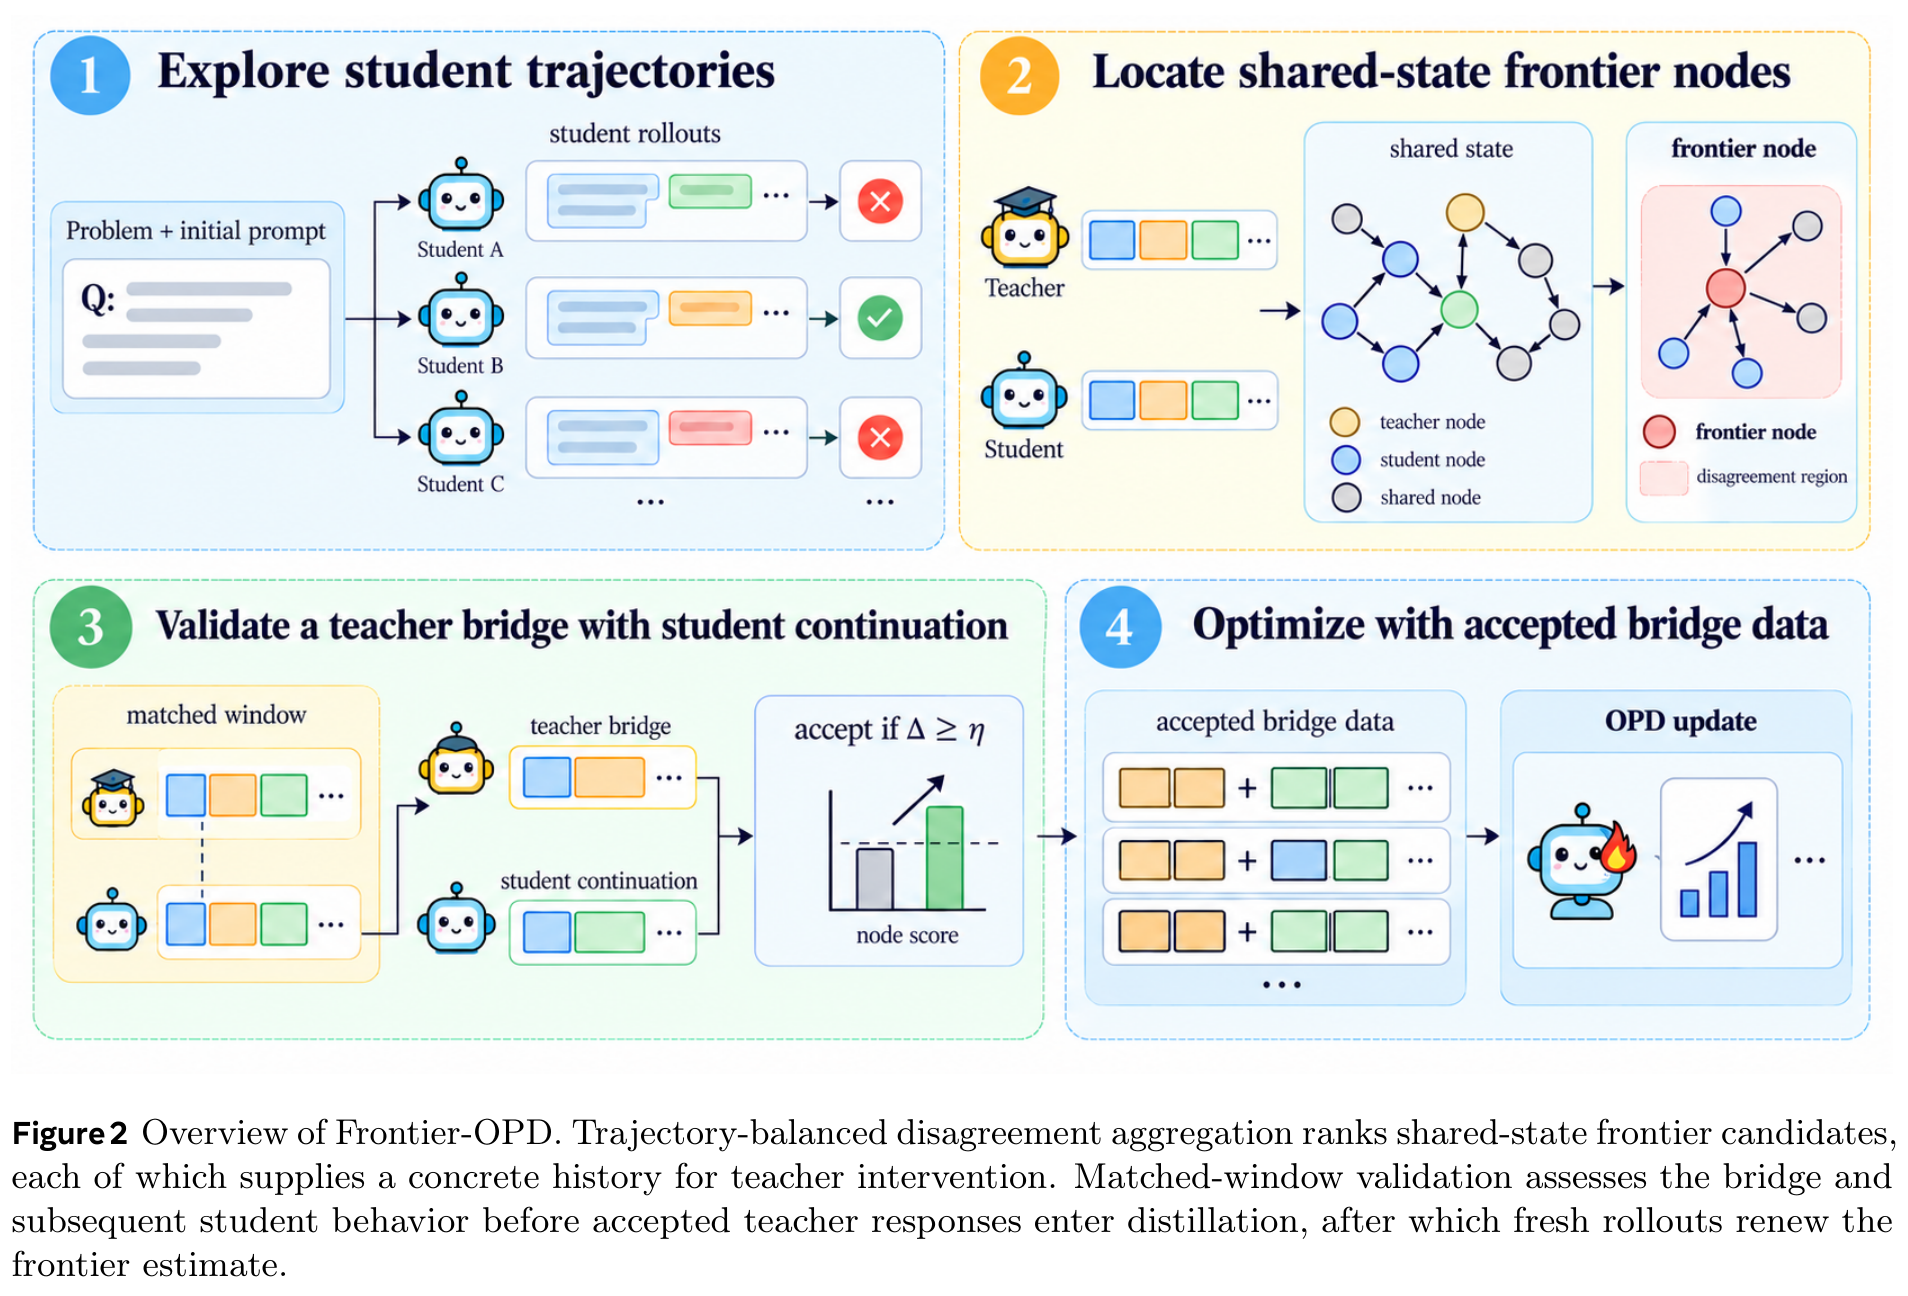 1 Explore student trajectories
student rollouts
Problem + initial prompt
Q:
Student A
...
Student B
...
Student C
...
... ...
2 Locate shared-state frontier nodes
Teacher
...
Student
...
shared state
teacher node
student node
shared node
frontier node
frontier node
disagreement region
3 Validate a teacher bridge with student continuation
matched window
...
...
teacher bridge
...
student continuation
...
accept if Δ ≥ η
node score
4 Optimize with accepted bridge data
accepted bridge data
+ ...
+ ...
+ ...
...
OPD update
...
Figure 2 Overview of Frontier-OPD. Trajectory-balanced disagreement aggregation ranks shared-state frontier candidates,
each of which supplies a concrete history for teacher intervention. Matched-window validation assesses the bridge and
subsequent student behavior before accepted teacher responses enter distillation, after which fresh rollouts renew the
frontier estimate.